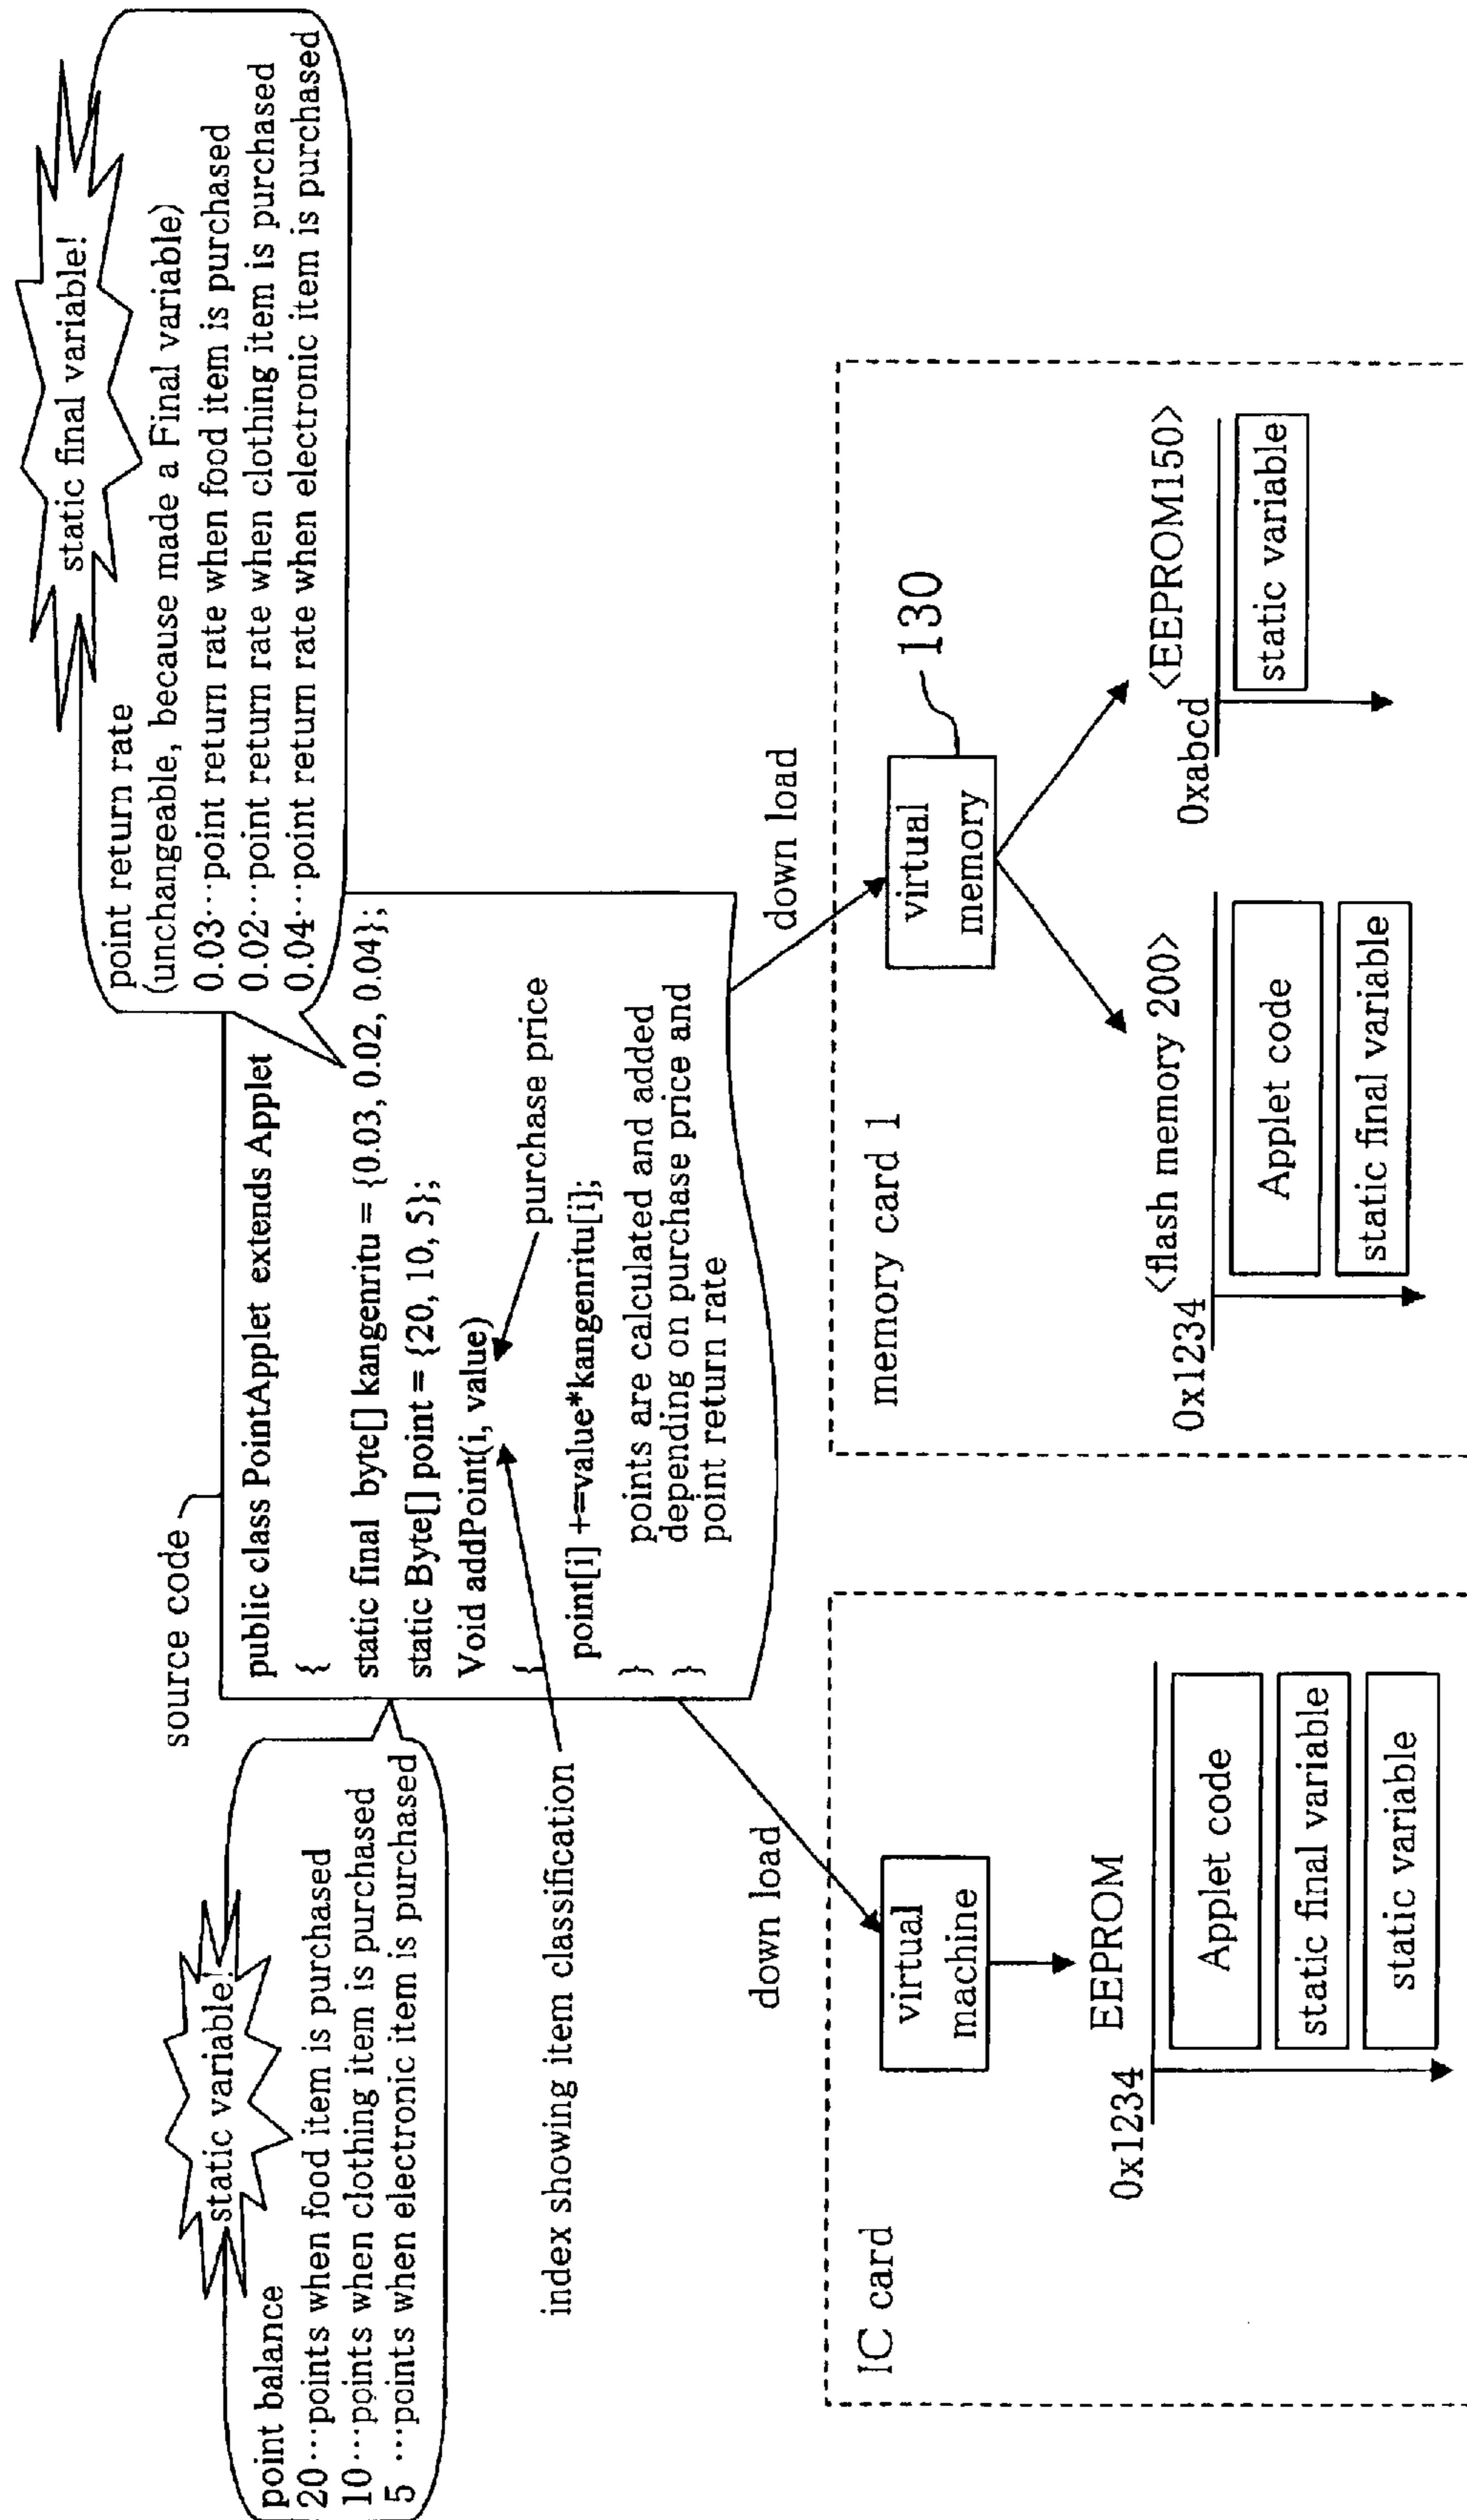 static final variable!
point return rate
(unchangeable, because made a Final variable)
0.03…point return rate when food item is purchased
0.02…point return rate when clothing item is purchased
0.04…point return rate when electronic item is purchased
static variable!
point balance
20…points when food item is purchased
10…points when clothing item is purchased
5 …points when electronic item is purchased
source code
public class PointApplet extends Applet
{
static final byte[] kangenritu = {0.03, 0.02, 0.04};
static Byte[] point = {20, 10, 5};
Void addPoint(i, value)
{
point[i] +=value*kangenritu[i];
points are calculated and added
depending on purchase price and
point return rate
}
}
purchase price
index showing item classification
down load
IC card
virtual
machine
EEPROM
0x1234
Applet code
static final variable
static variable
down load
memory card 1
virtual
memory
130
<flash memory 200>
0x1234
Applet code
static final variable
<EEPROM150>
0xabcd
static variable